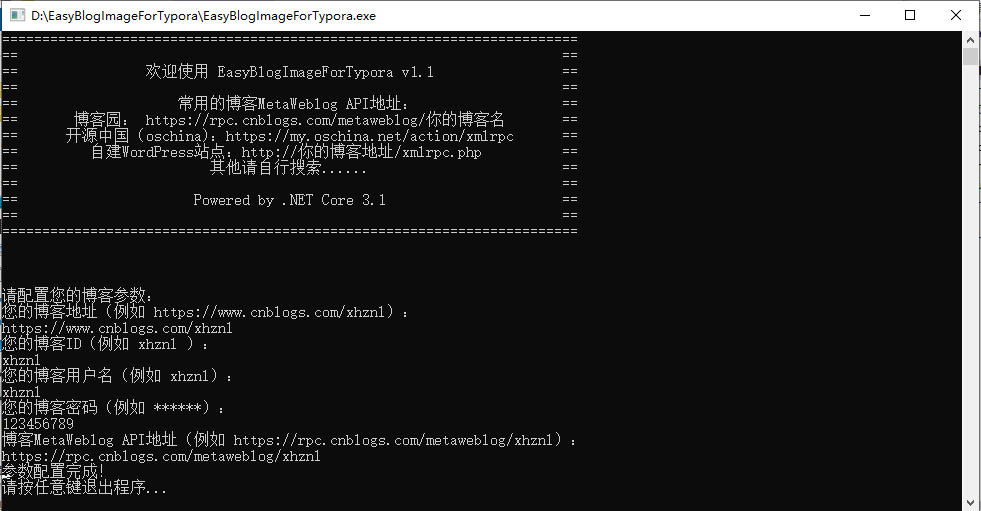 D:\EasyBlogImageForTypora\EasyBlogImageForTypora.exe
========================================================================
== ==
== 欢迎使用 EasyBlogImageForTypora v1.1 ==
== ==
== 常用的博客MetaWeblog API地址: ==
== 博客园: https://rpc.cnblogs.com/metaweblog/你的博客名 ==
== 开源中国（oschina）：https://my.oschina.net/action/xmlrpc ==
== 自建WordPress站点：http://你的博客地址/xmlrpc.php ==
== 其他请自行搜索...... ==
== ==
== Powered by .NET Core 3.1 ==
== ==
========================================================================
请配置您的博客参数：
您的博客地址（例如 https://www.cnblogs.com/xhznl）：
https://www.cnblogs.com/xhznl
您的博客ID（例如 xhznl ）：
xhznl
您的博客用户名（例如 xhznl）：
xhznl
您的博客密码（例如 ******）：
123456789
博客MetaWeblog API地址（例如 https://rpc.cnblogs.com/metaweblog/xhznl）：
https://rpc.cnblogs.com/metaweblog/xhznl
参数配置完成!
请按任意键退出程序...